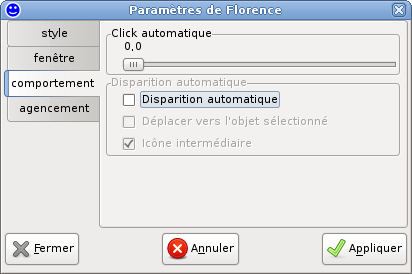 Paramètres de Florence
style
fenêtre
comportement
agencement
Click automatique
0,0
Disparition automatique
Disparition automatique
Déplacer vers l'objet sélectionné
Icône intermédiaire
Fermer
Annuler
Appliquer